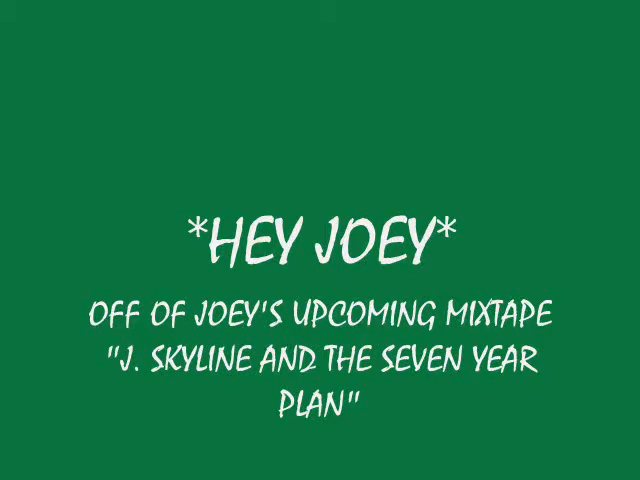 *HEY JOEY*
OFF OF JOEY'S UPCOMING MIXTAPE
"J. SKYLINE AND THE SEVEN YEAR
PLAN"